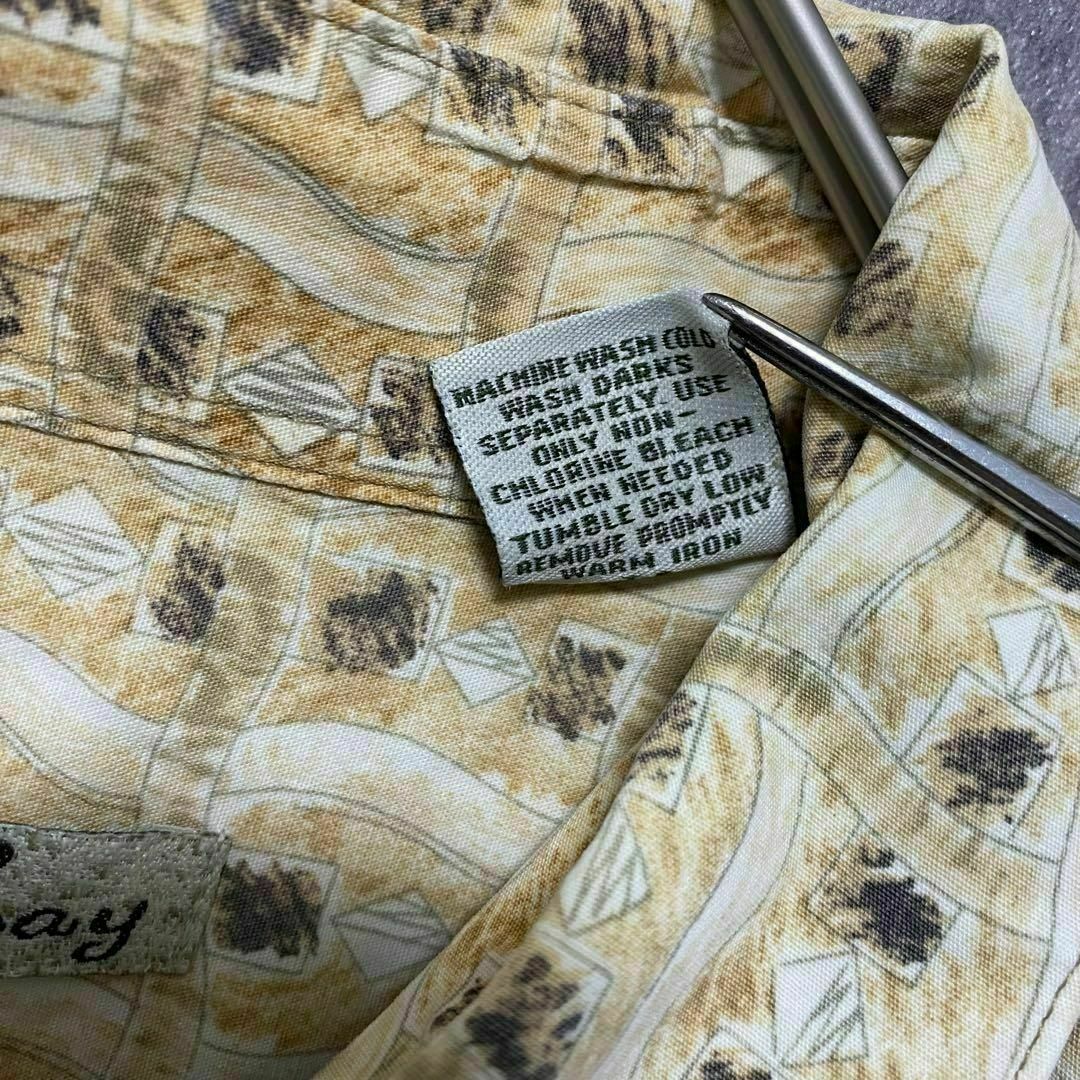 MACHINE WASH COLD
WASH DARKS
SEPARATELY. USE
ONLY NON-
CHLORINE BLEACH
WHEN NEEDED
TUMBLE DRY LOW
REMOVE PROMPTLY
WARM IRON
ay